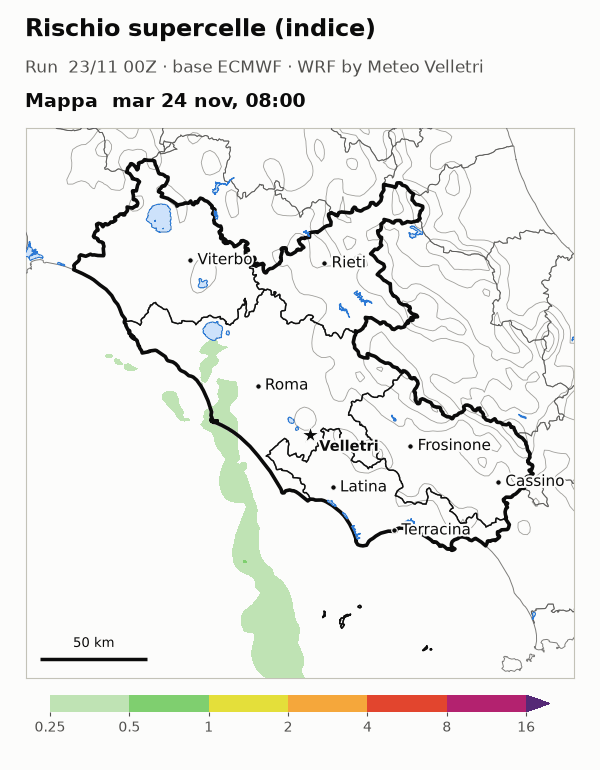 Rischio supercelle (indice)
Run  23/11 00Z · base ECMWF · WRF by Meteo Velletri
Mappa  mar 24 nov, 08:00
Viterbo
Rieti
Roma
Velletri
Frosinone
Latina
Cassino
Terracina
50 km
0.25 0.5 1 2 4 8 16